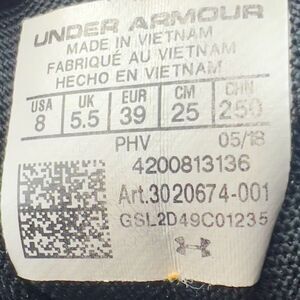 UNDER ARMOUR
MADE IN VIETNAM
FABRIQUÉ AU VIETNAM
HECHO EN VIETNAM
USA UK EUR CM CHN
8 5.5 39 25 250
PHV 05/18
4200813136
Art.3020674-001
GSL2D49C01235